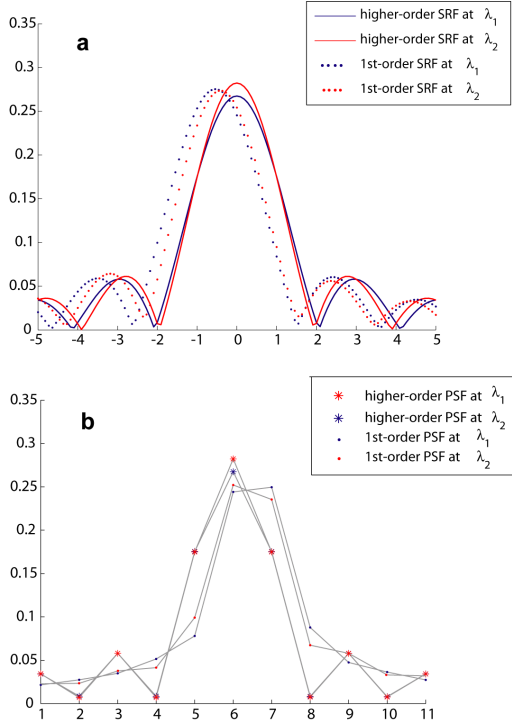 0.35
0.3
0.25
0.2
0.15
0.1
0.05
0
-5 -4 -3 -2 -1 0 1 2 3 4 5
a
higher-order SRF at λ1
higher-order SRF at λ2
1st-order SRF at λ1
1st-order SRF at λ2
0.35
0.3
0.25
0.2
0.15
0.1
0.05
0
1 2 3 4 5 6 7 8 9 10 11
b
higher-order PSF at λ1
higher-order PSF at λ2
1st-order PSF at λ1
1st-order PSF at λ2